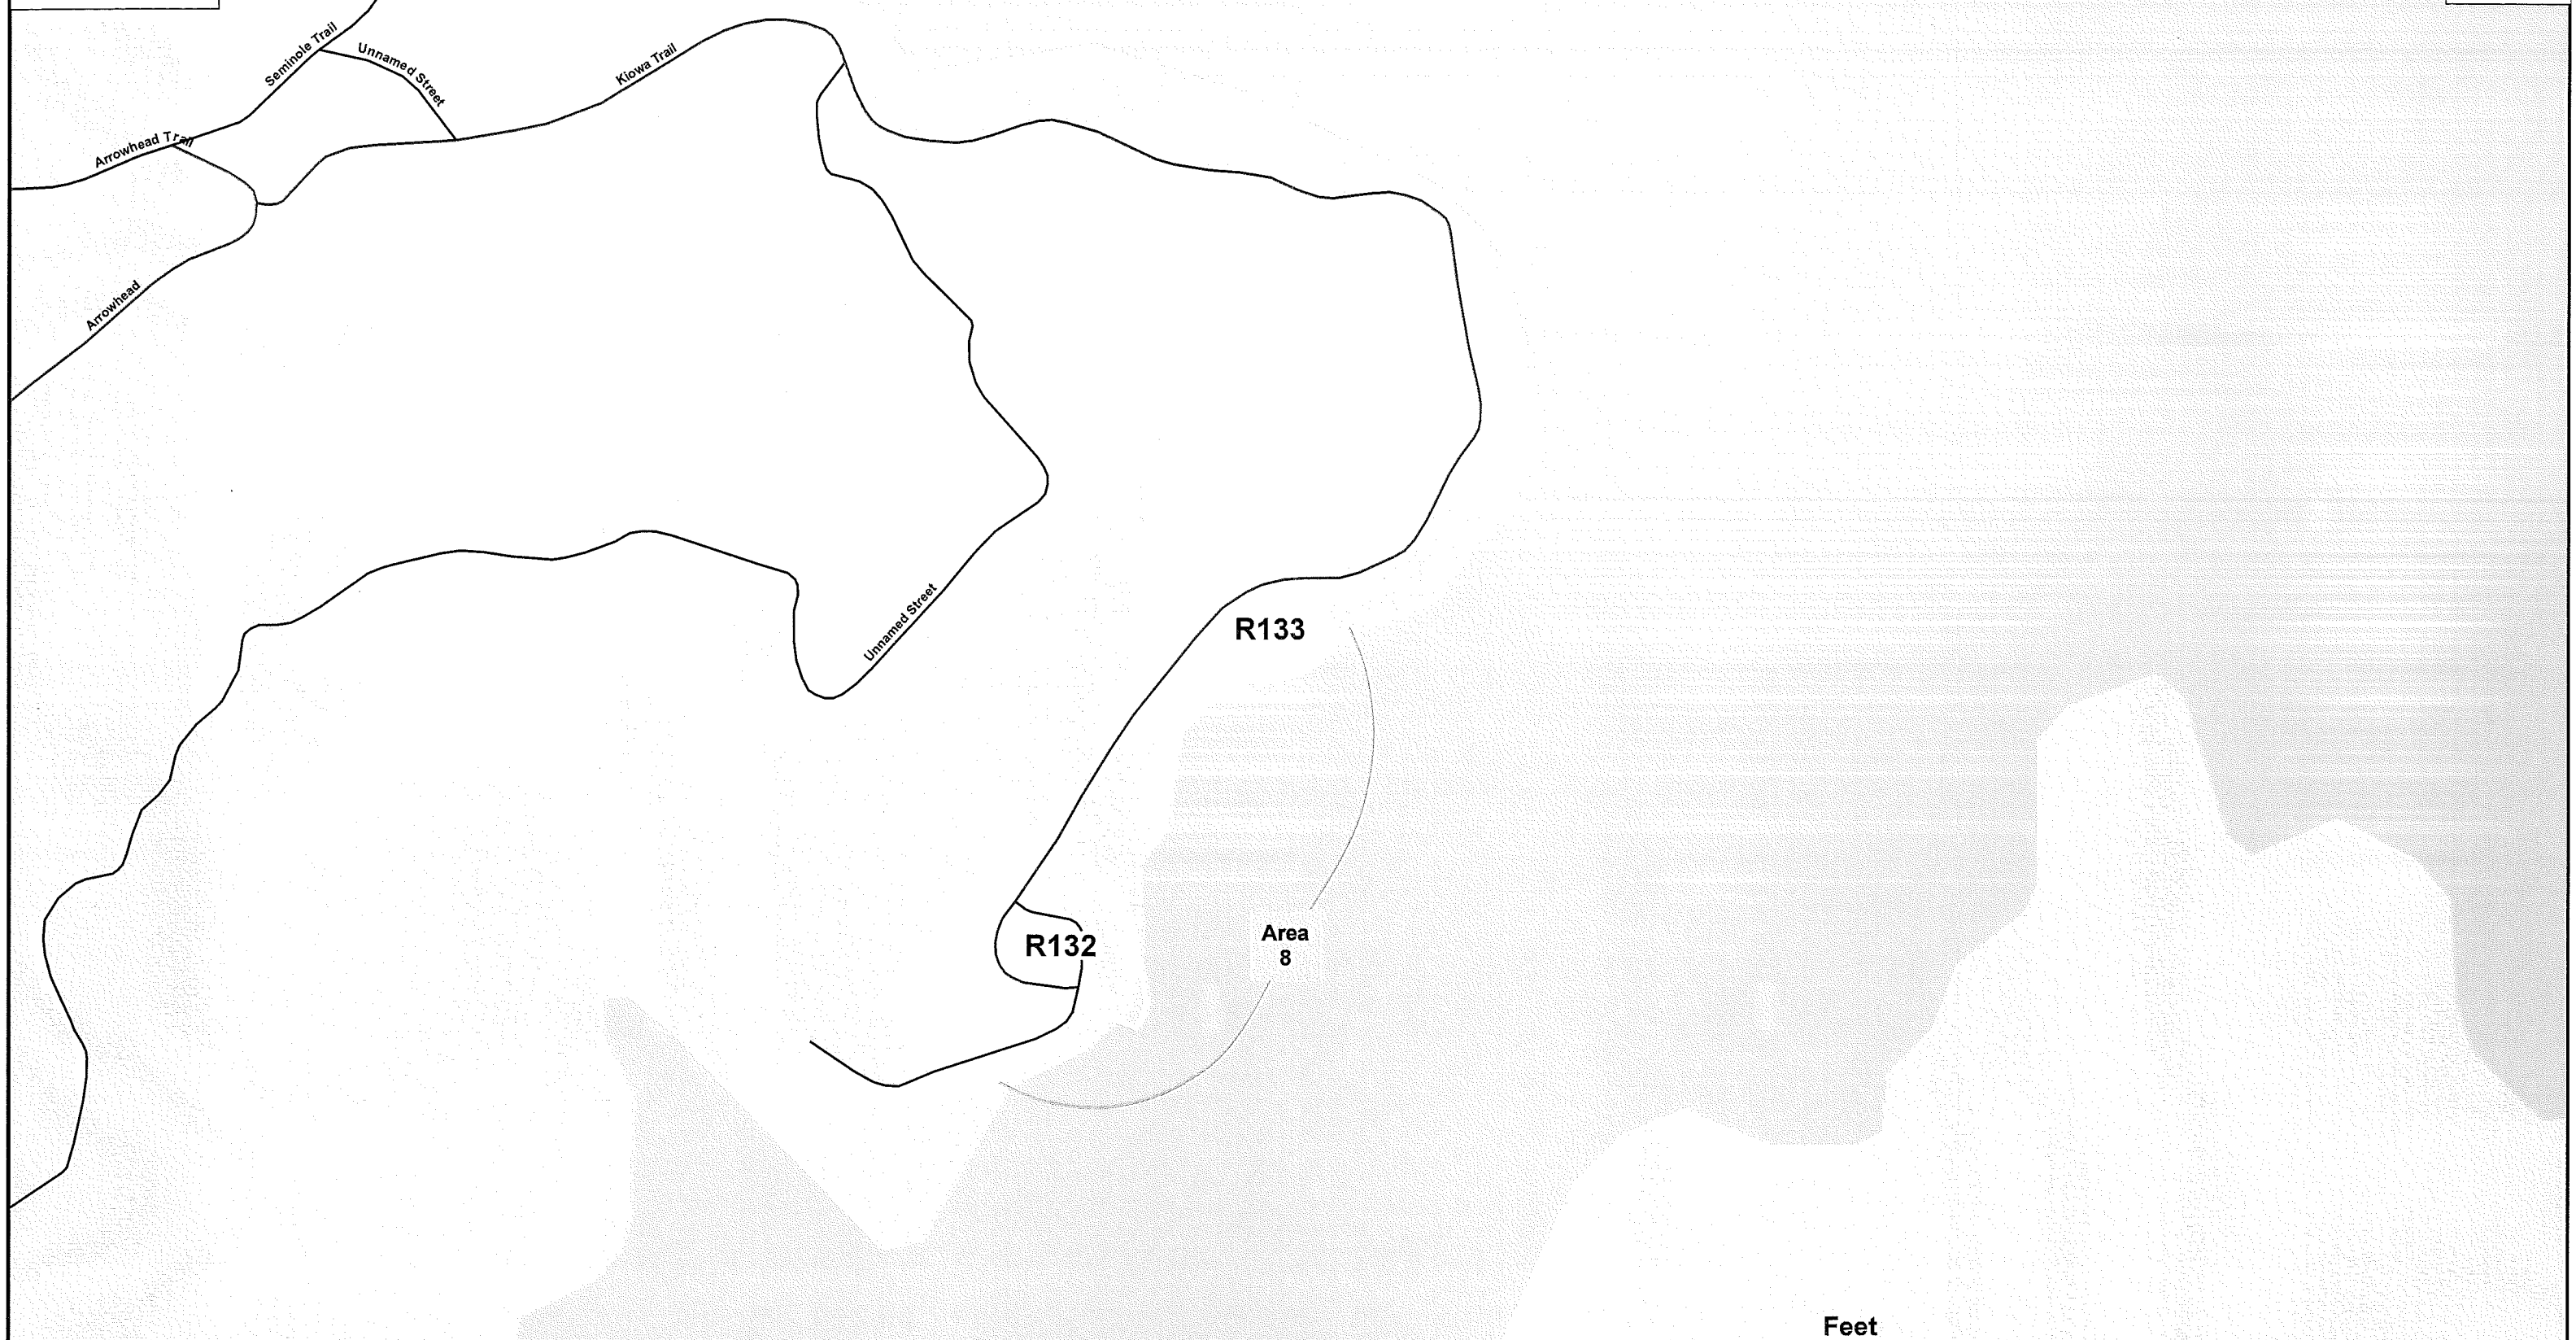 Seminole Trail
Unnamed Street
Kiowa Trail
Arrowhead Trail
Arrowhead
Unnamed Street
R133
R132
Area
8
Feet